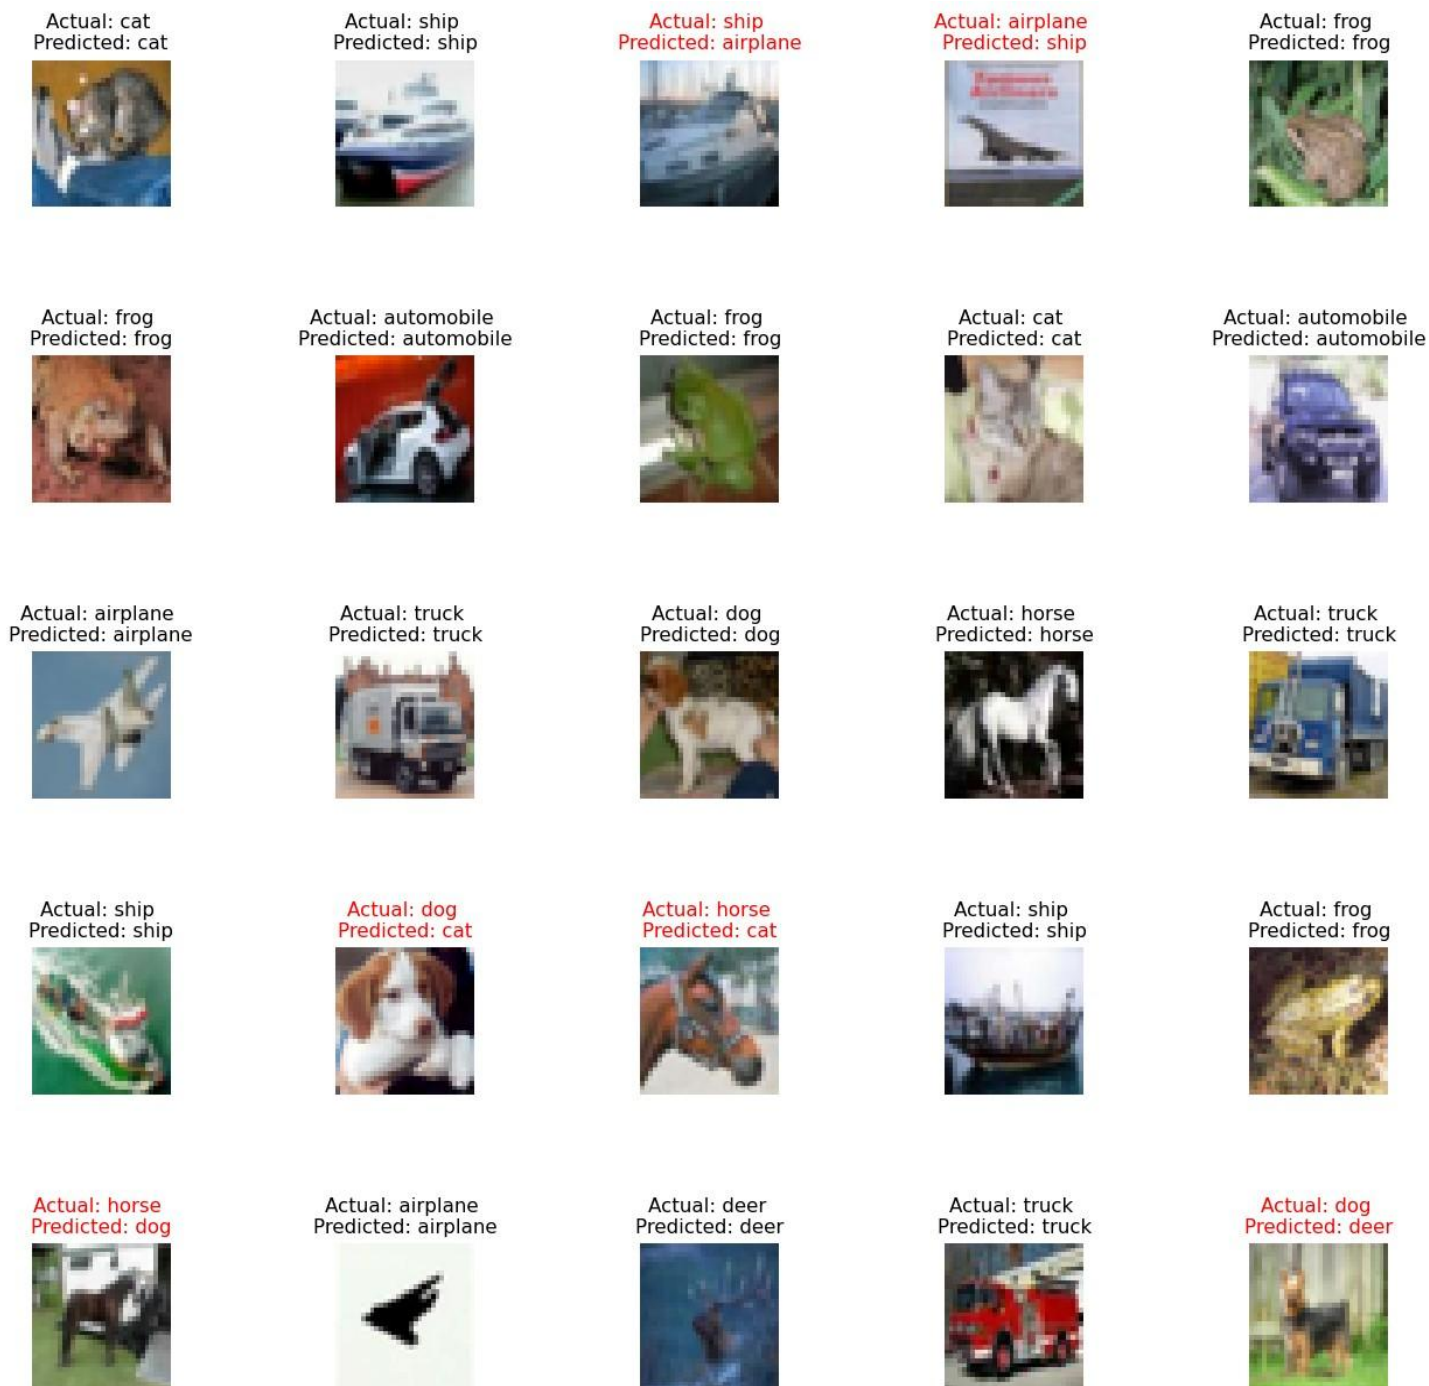 Actual: cat
Predicted: cat
Actual: ship
Predicted: ship
Actual: ship
Predicted: airplane
Actual: airplane
Predicted: ship
Actual: frog
Predicted: frog
Actual: frog
Predicted: frog
Actual: automobile
Predicted: automobile
Actual: frog
Predicted: frog
Actual: cat
Predicted: cat
Actual: automobile
Predicted: automobile
Actual: airplane
Predicted: airplane
Actual: truck
Predicted: truck
Actual: dog
Predicted: dog
Actual: horse
Predicted: horse
Actual: truck
Predicted: truck
Actual: ship
Predicted: ship
Actual: dog
Predicted: cat
Actual: horse
Predicted: cat
Actual: ship
Predicted: ship
Actual: frog
Predicted: frog
Actual: horse
Predicted: dog
Actual: airplane
Predicted: airplane
Actual: deer
Predicted: deer
Actual: truck
Predicted: truck
Actual: dog
Predicted: deer